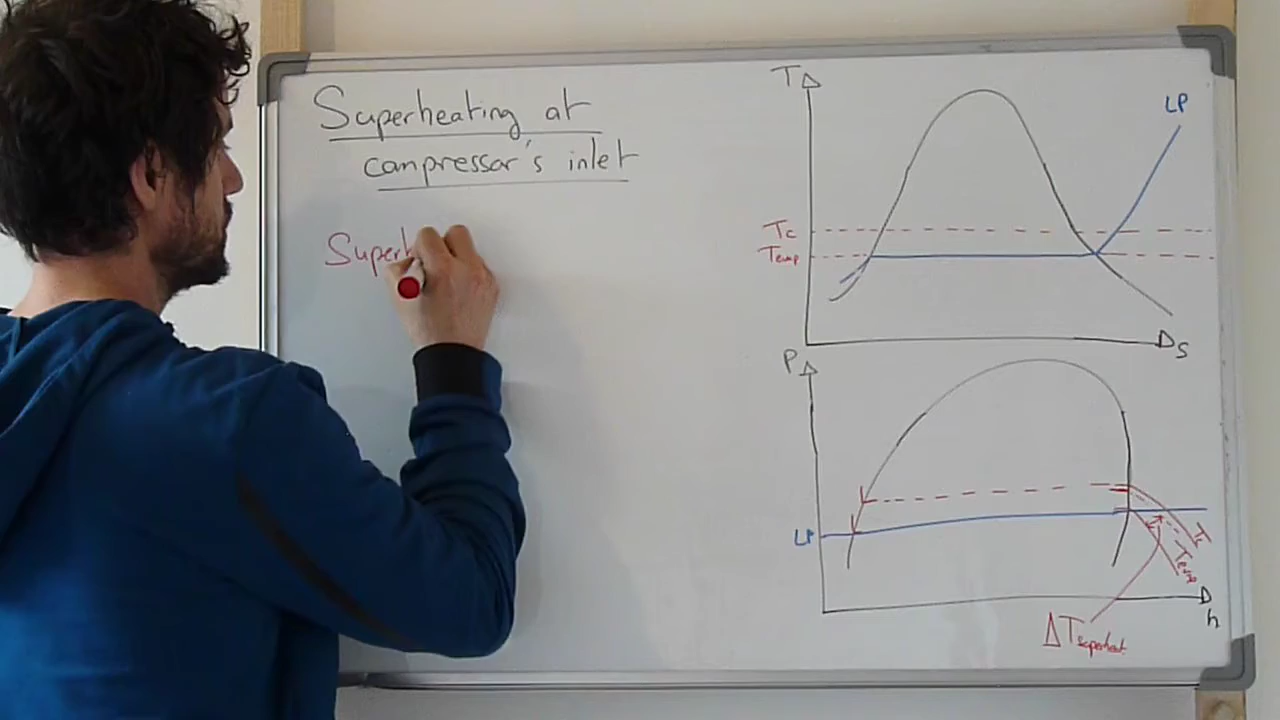 Superheating at
compressor's inlet
Superh
T
LP
Tc
Tevap
S
P
LP
Tc
Tevap
h
ΔTsuperheat